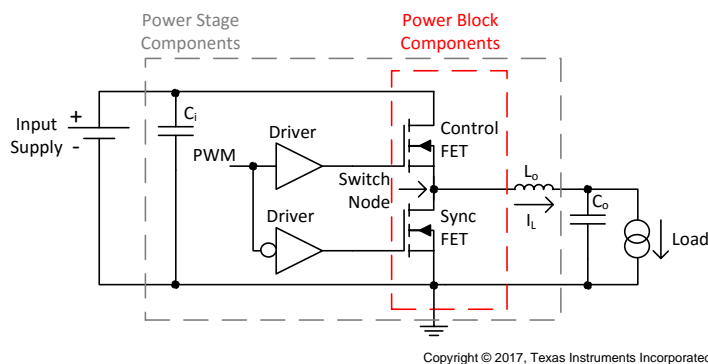 Power Stage
Components
Power Block
Components
Input
Supply
+
-
Cᵢ
Driver
PWM
Control
FET
Switch
Node
Driver
Sync
FET
Lₒ
I_L
Cₒ
Load
Copyright © 2017, Texas Instruments Incorporated